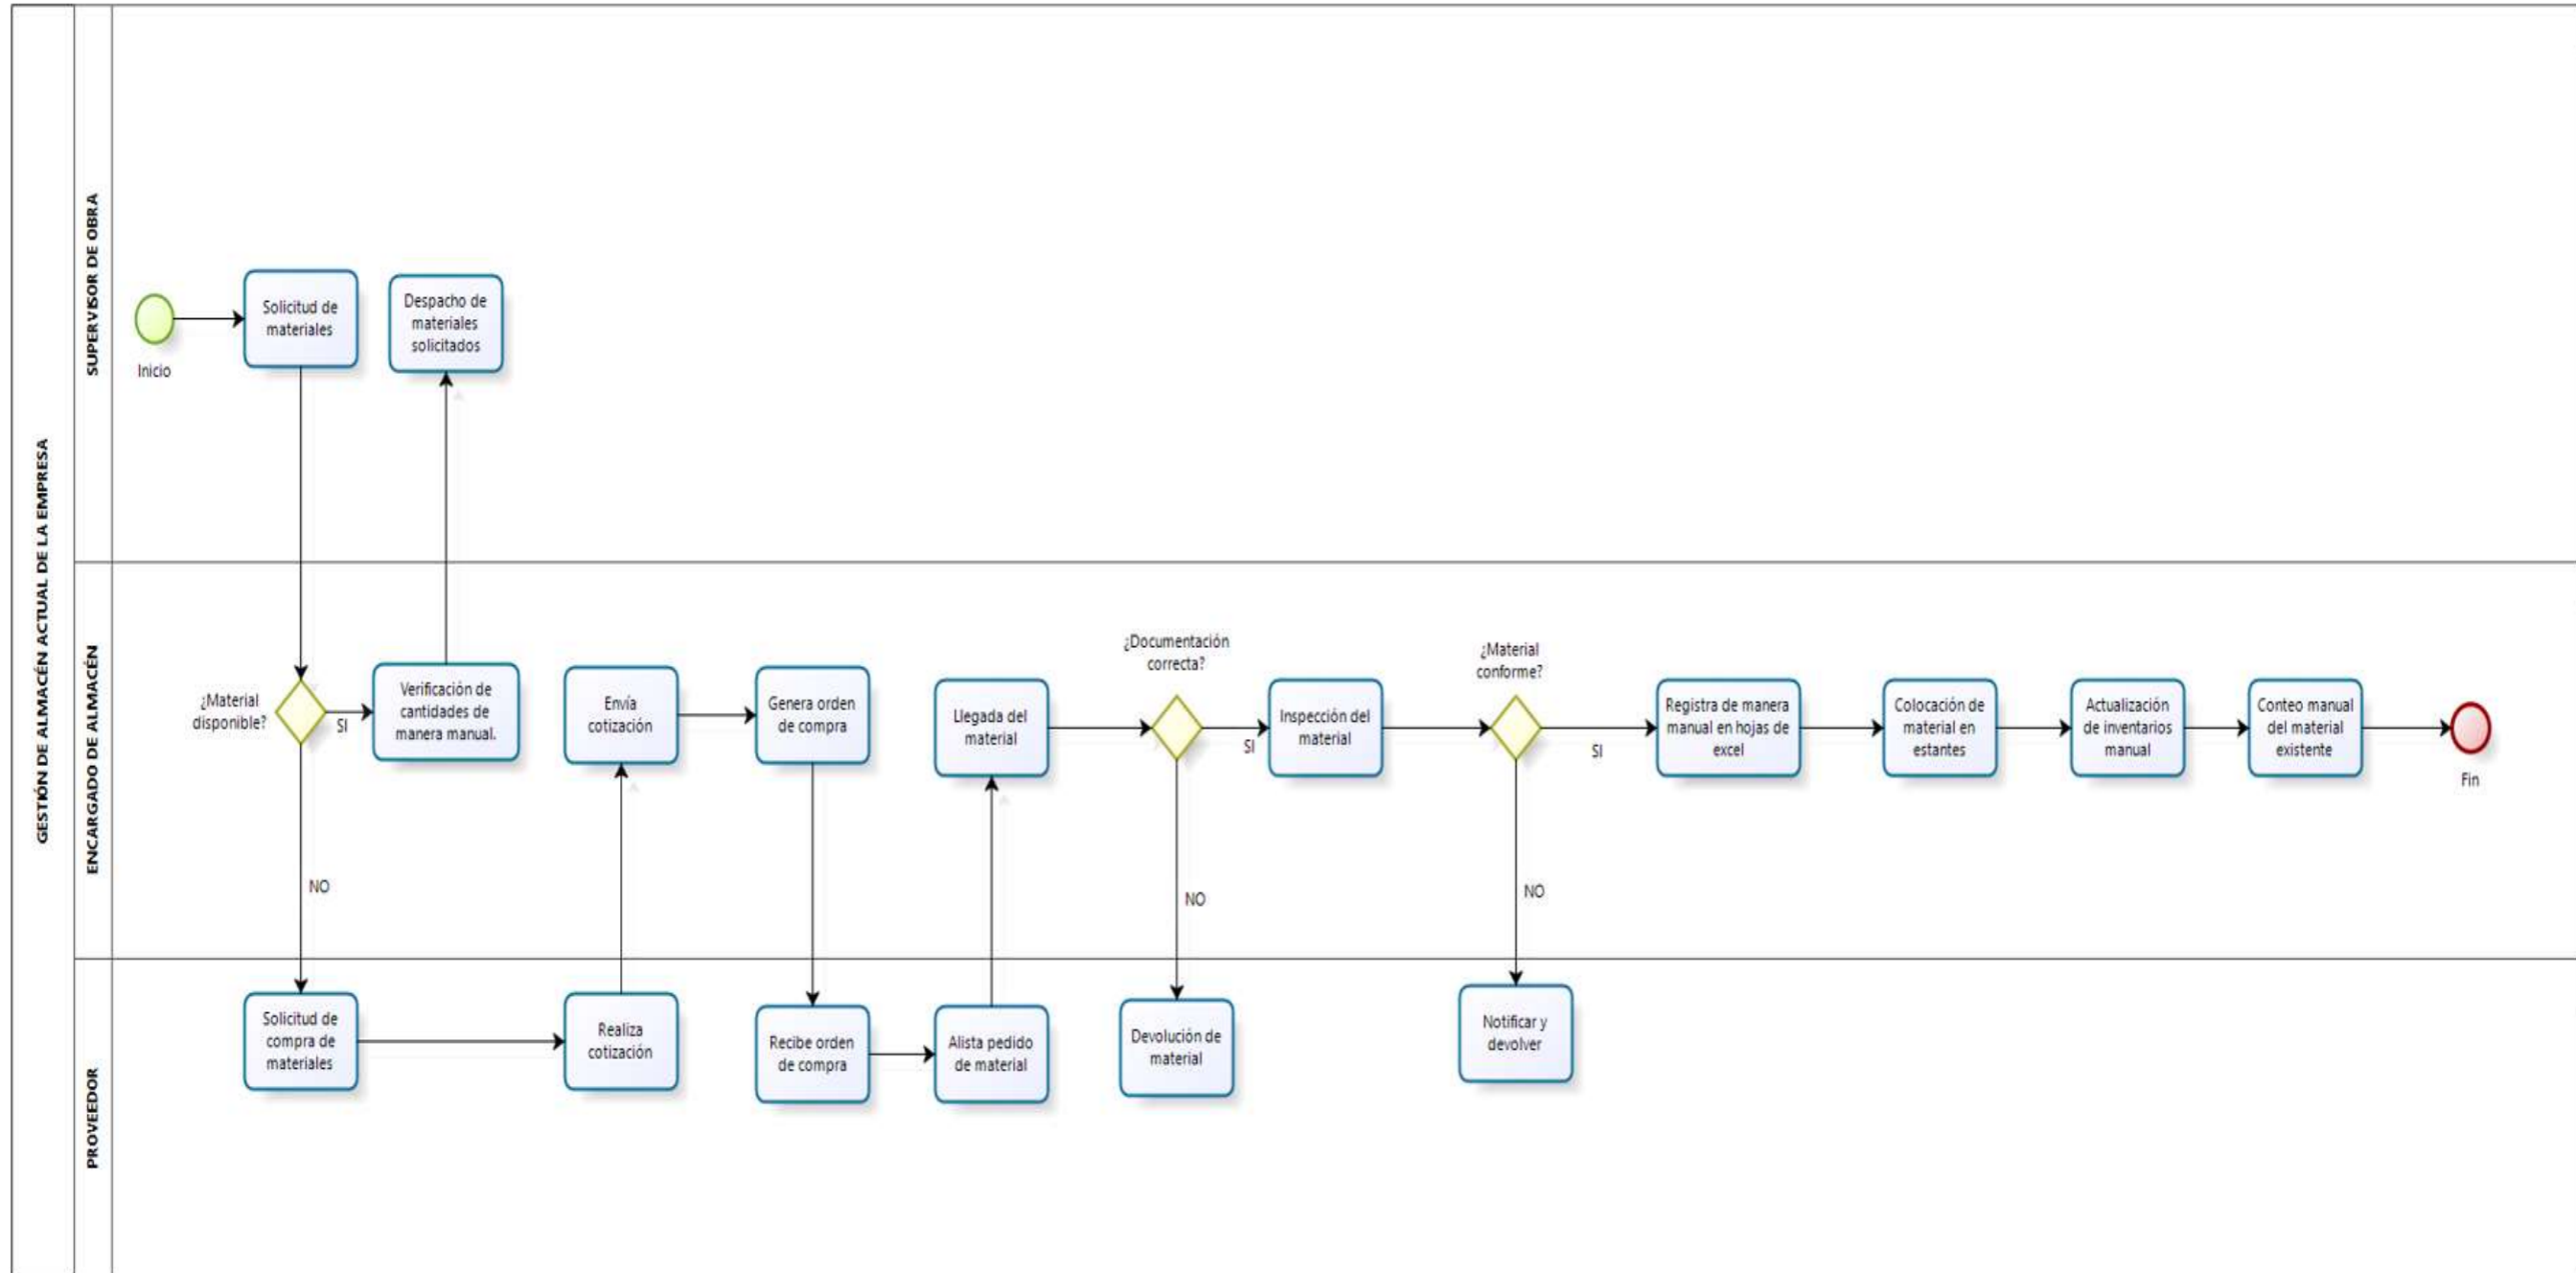 GESTIÓN DE ALMACÉN ACTUAL DE LA EMPRESA
SUPERVISOR DE OBRA
Inicio
Solicitud de
materiales
Despacho de
materiales
solicitados
ENCARGADO DE ALMACÉN
¿Material
disponible?
SI
NO
Verificación de
cantidades de
manera manual.
Envía
cotización
Genera orden
de compra
Llegada del
material
¿Documentación
correcta?
SI
NO
Inspección del
material
¿Material
conforme?
SI
NO
Registra de manera
manual en hojas de
excel
Colocación de
material en
estantes
Actualización
de inventarios
manual
Conteo manual
del material
existente
Fin
PROVEEDOR
Solicitud de
compra de
materiales
Realiza
cotización
Recibe orden
de compra
Alista pedido
de material
Devolución de
material
Notificar y
devolver